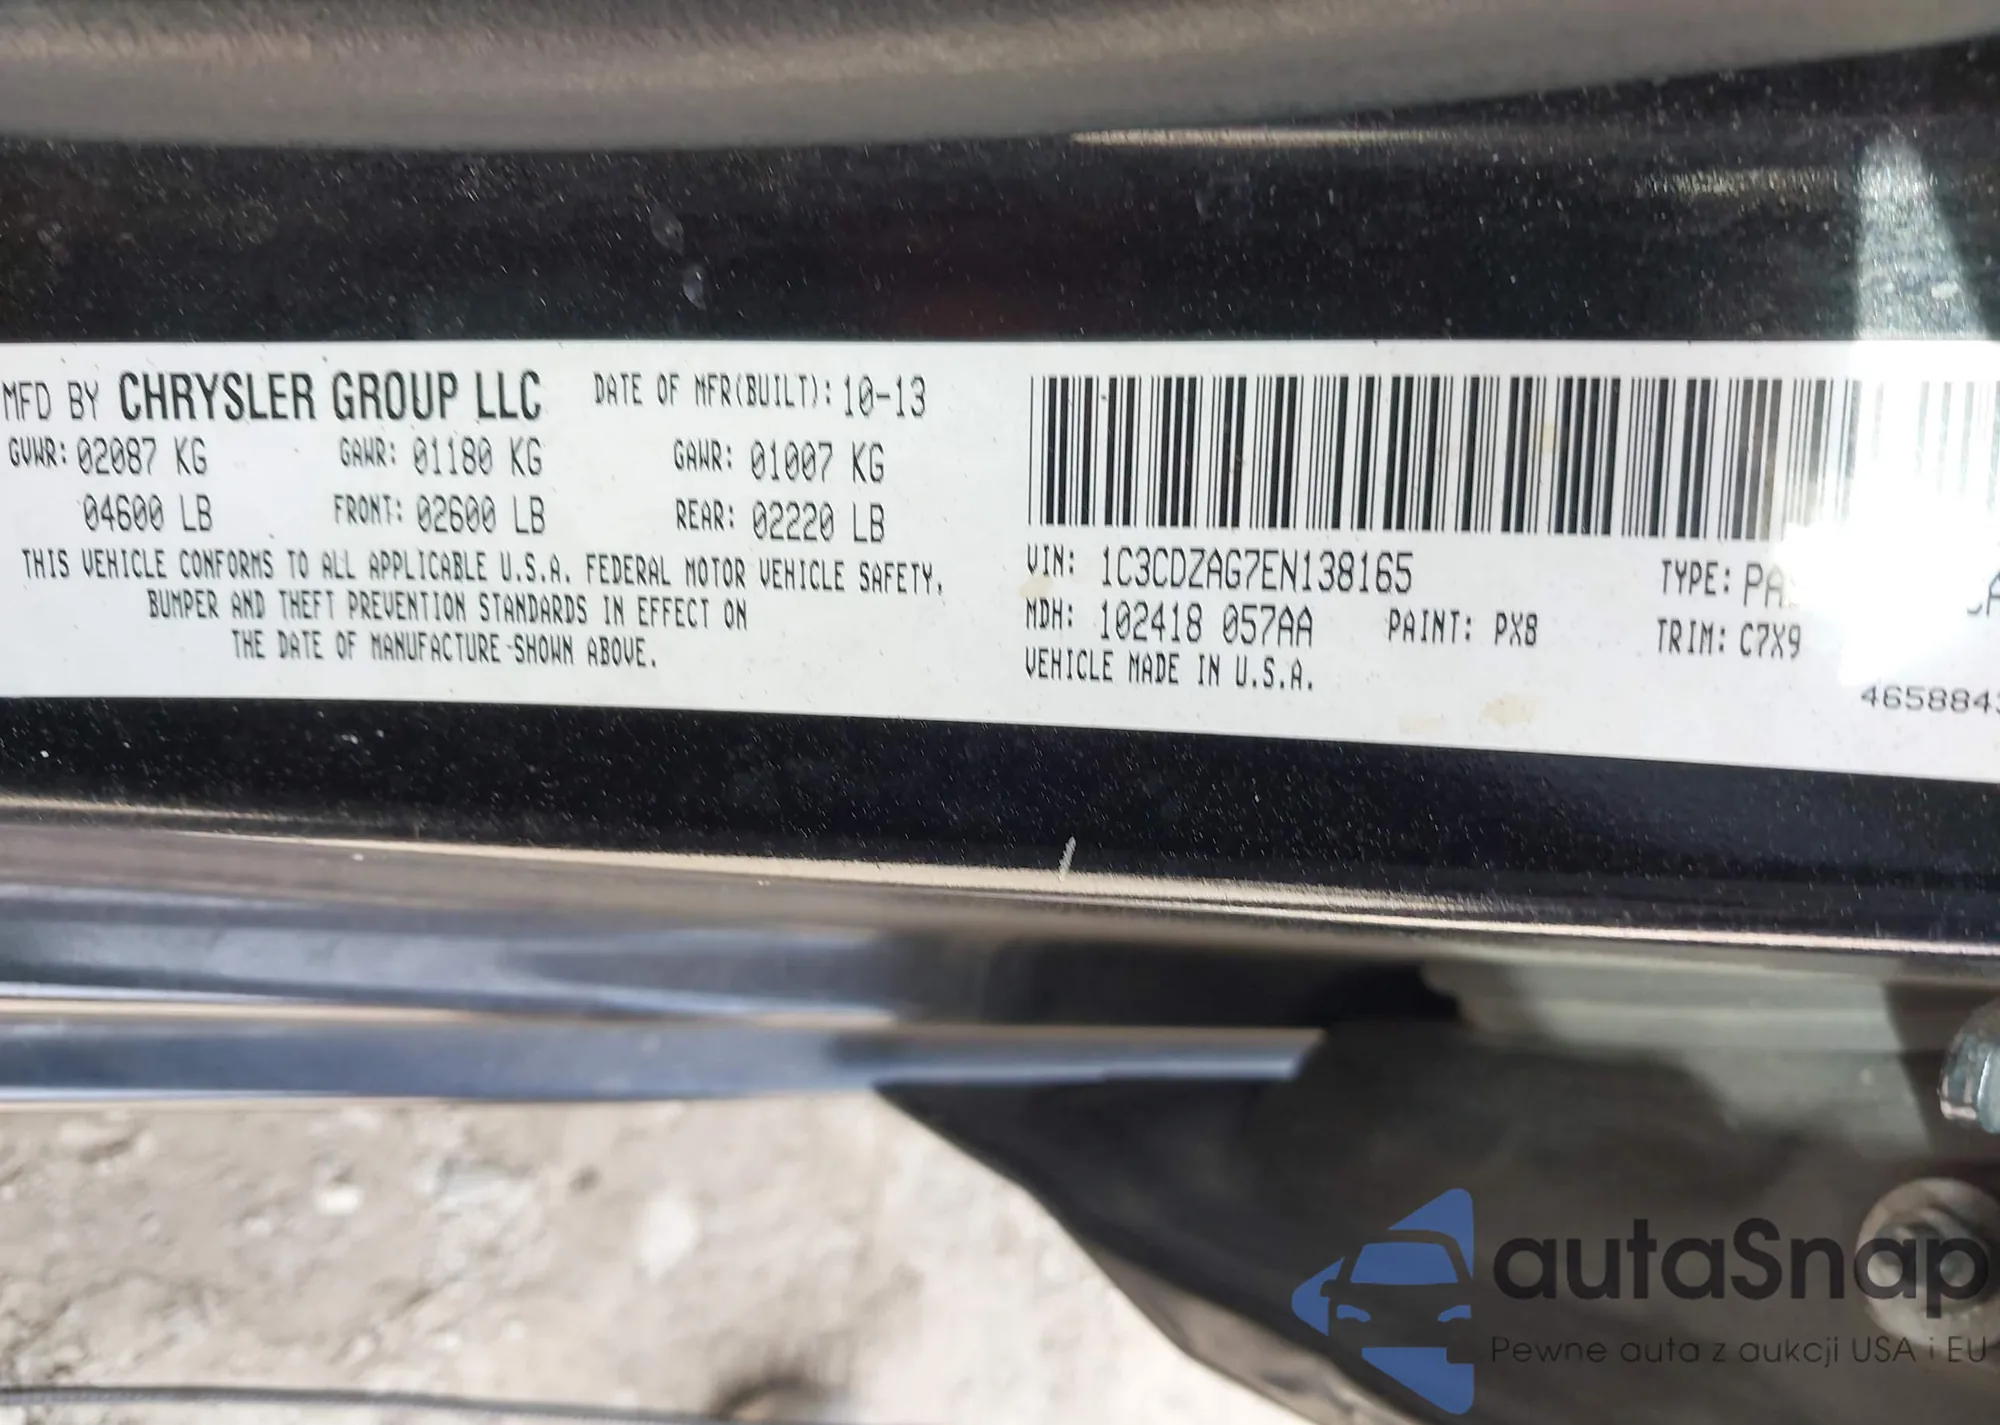 MFD BY CHRYSLER GROUP LLC DATE OF MFR(BUILT): 10-13
GVWR: 02087 KG GAWR: 01180 KG GAWR: 01007 KG
04600 LB FRONT: 02600 LB REAR: 02220 LB
THIS VEHICLE CONFORMS TO ALL APPLICABLE U.S.A. FEDERAL MOTOR VEHICLE SAFETY,
BUMPER AND THEFT PREVENTION STANDARDS IN EFFECT ON
THE DATE OF MANUFACTURE SHOWN ABOVE.
VIN: 1C3CDZAG7EN138165 TYPE:
MDH: 102418 057AA PAINT: PX8 TRIM: C7X9
VEHICLE MADE IN U.S.A.
autaSnap
Pewne auta z aukcji USA i EU